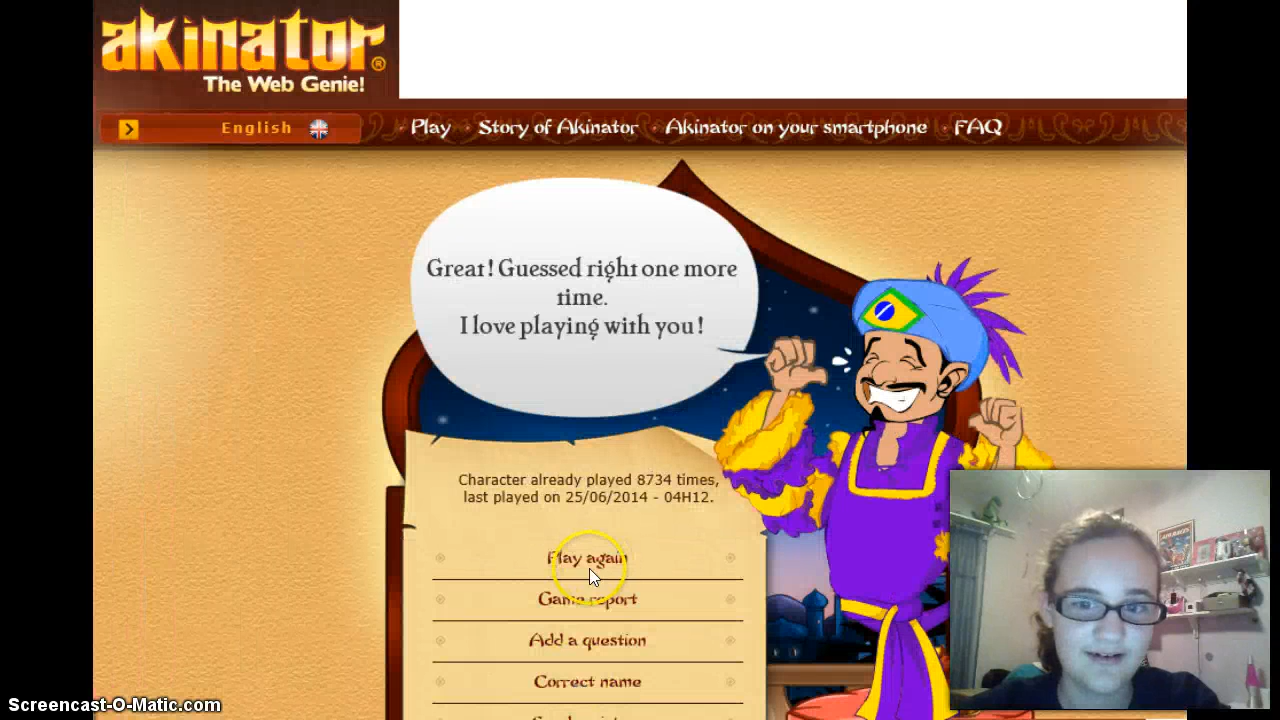 akinator®
The Web Genie!
English
Play
Story of Akinator
Akinator on your smartphone
FAQ
Great! Guessed right one more
time.
I love playing with you!
Character already played 8734 times,
last played on 25/06/2014 - 04H12.
Play again
Game report
Add a question
Correct name
Screencast-O-Matic.com